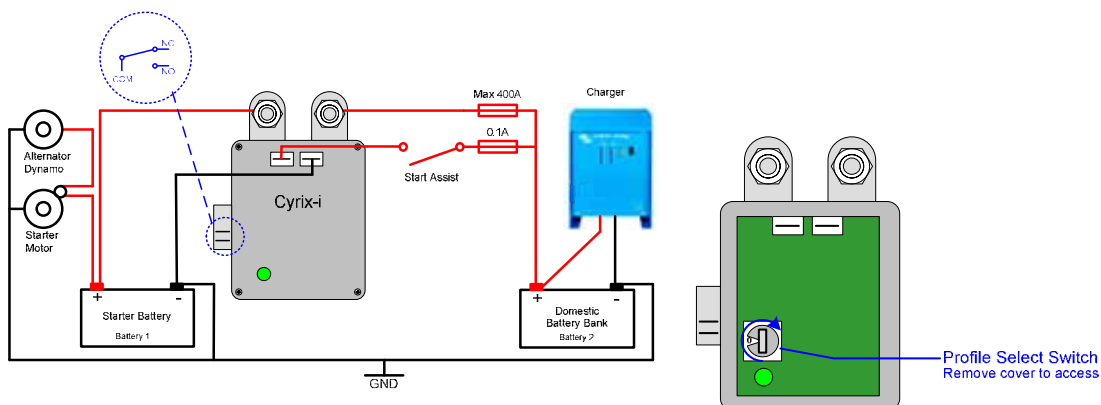 NC
NO
COM
Max 400A
Charger
0.1A
Alternator
Dynamo
Start Assist
Cyrix-i
Starter
Motor
+ -
Starter Battery
Battery 1
+ -
Domestic
Battery Bank
Battery 2
GND
Profile Select Switch
Remove cover to access